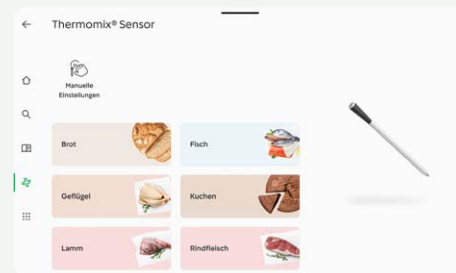 Thermomix® Sensor
Manuelle
Einstellungen
Brot
Fisch
Geflügel
Kuchen
Lamm
Rindfleisch